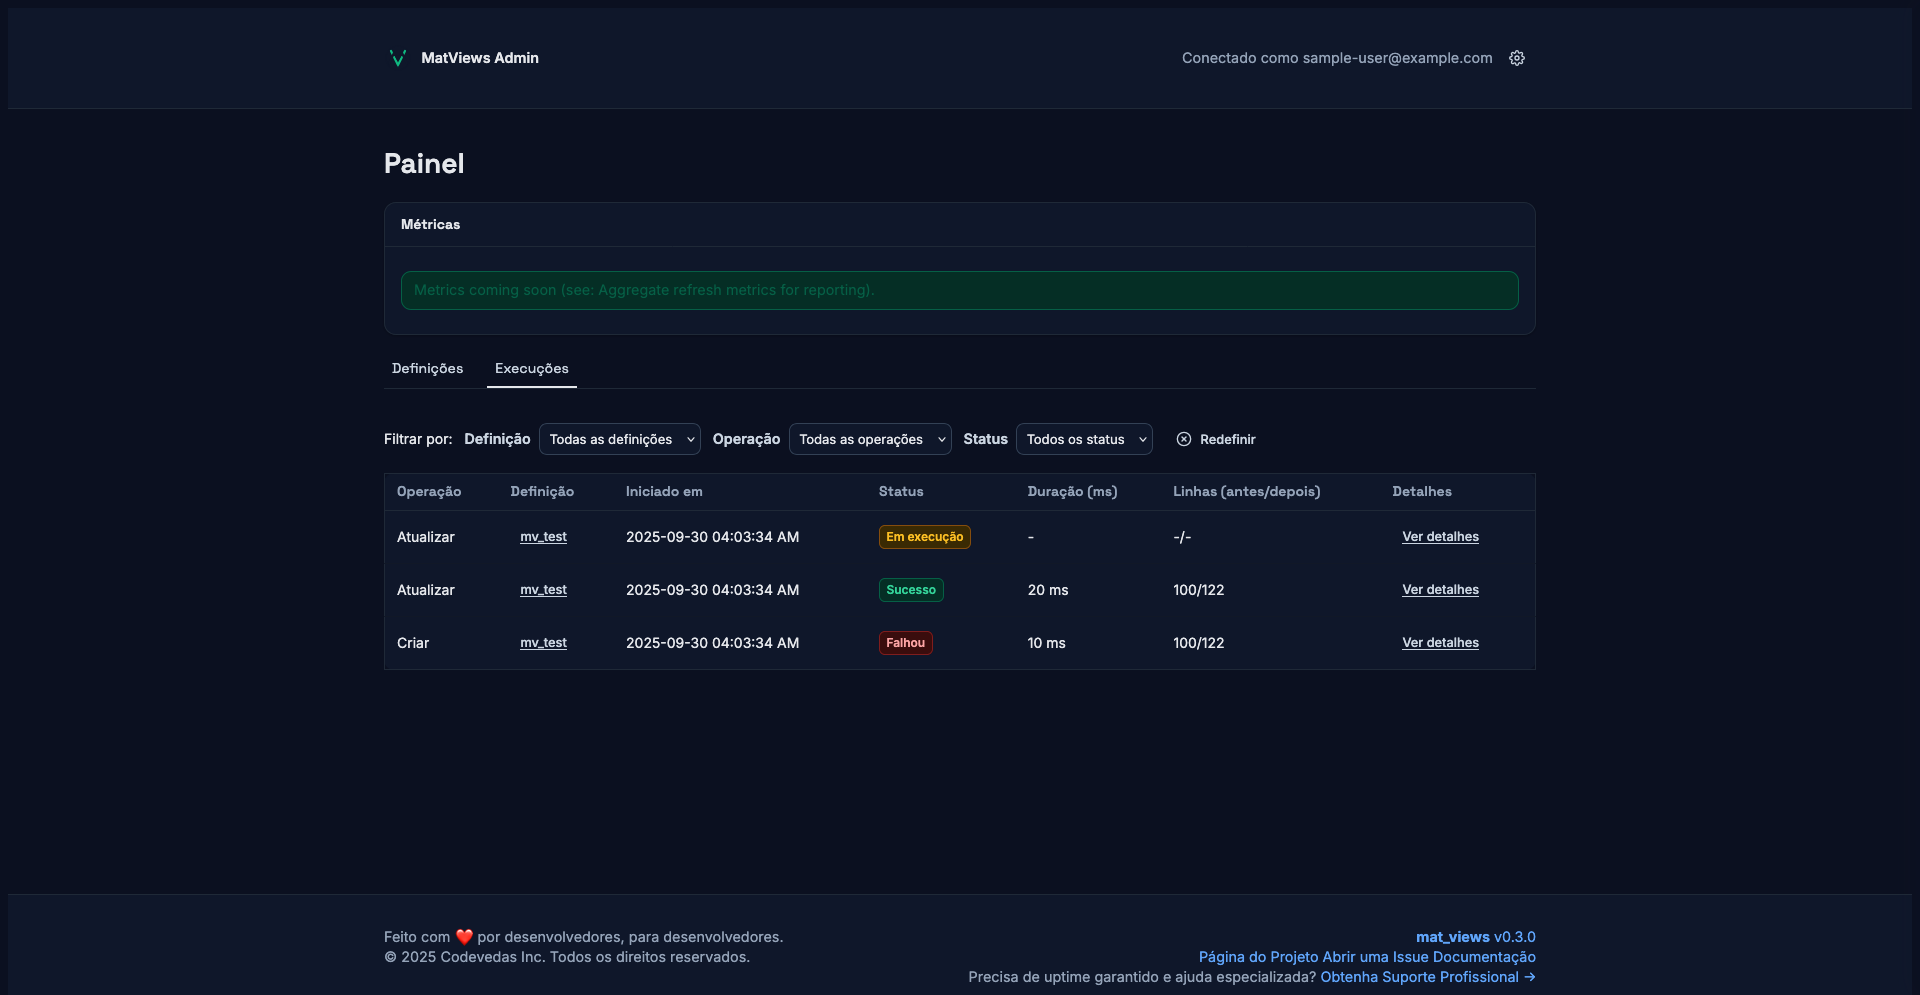 MatViews Admin
Conectado como sample-user@example.com
Painel
Métricas
Metrics coming soon (see: Aggregate refresh metrics for reporting).
Definições Execuções
Filtrar por: Definição Todas as definições Operação Todas as operações Status Todos os status Redefinir
Operação Definição Iniciado em Status Duração (ms) Linhas (antes/depois) Detalhes
Atualizar mv_test 2025-09-30 04:03:34 AM Em execução - -/- Ver detalhes
Atualizar mv_test 2025-09-30 04:03:34 AM Sucesso 20 ms 100/122 Ver detalhes
Criar mv_test 2025-09-30 04:03:34 AM Falhou 10 ms 100/122 Ver detalhes
Feito com ❤️ por desenvolvedores, para desenvolvedores.
© 2025 Codevedas Inc. Todos os direitos reservados.
mat_views v0.3.0
Página do Projeto Abrir uma Issue Documentação
Precisa de uptime garantido e ajuda especializada? Obtenha Suporte Profissional →